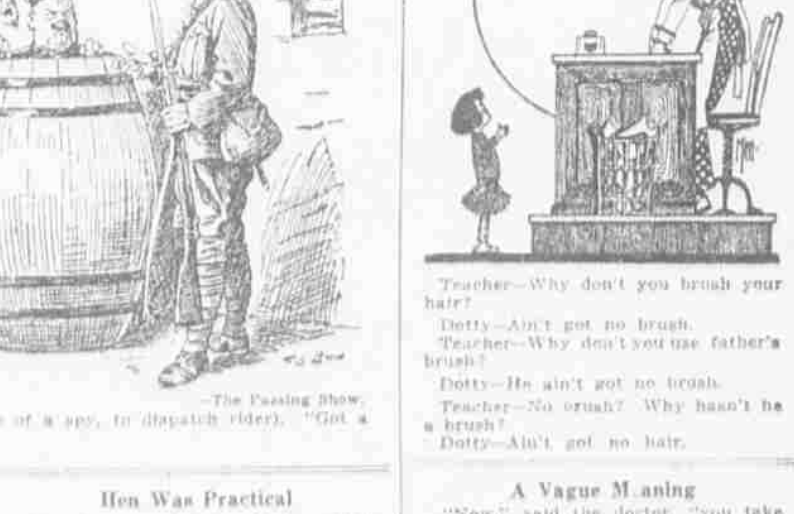 —The Passing Show.
of a spy, to dispatch rider). "Got a
Hen Was Practical
Teacher—Why don't you brush your
hair?
Dotty—Ain't got no brush.
Teacher—Why don't you use father's
brush?
Dotty—He ain't got no brush.
Teacher—No brush? Why hasn't he
a brush?
Dotty—Ain't got no hair.
A Vague M aning
"Now," said the doctor, "you take